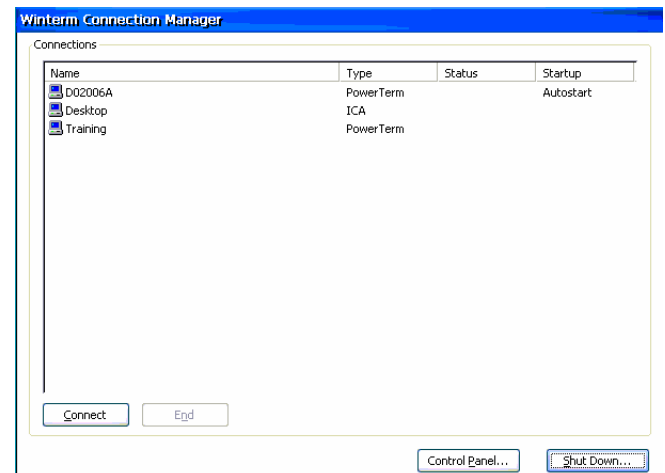 Winterm Connection Manager
Connections
Name Type Status Startup
D02006A PowerTerm Autostart
Desktop ICA
Training PowerTerm
Connect End
Control Panel... Shut Down...